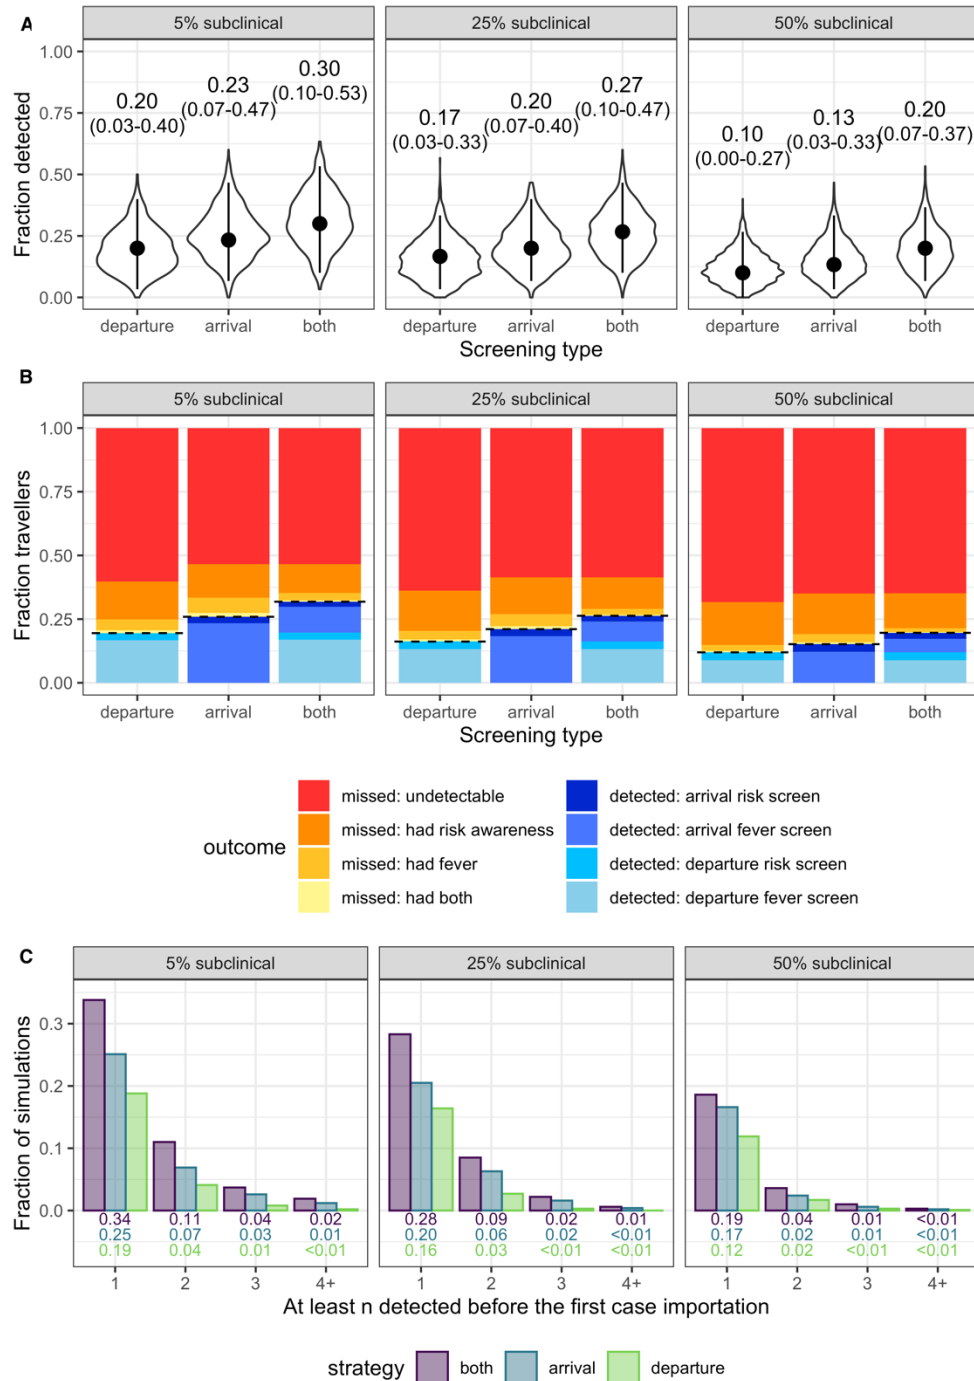 A
5% subclinical
25% subclinical
50% subclinical
Fraction detected
1.00
0.75
0.50
0.25
0.00
0.20
(0.03-0.40)
0.23
(0.07-0.47)
0.30
(0.10-0.53)
0.17
(0.03-0.33)
0.20
(0.07-0.40)
0.27
(0.10-0.47)
0.10
(0.00-0.27)
0.13
(0.03-0.33)
0.20
(0.07-0.37)
departure arrival both
departure arrival both
departure arrival both
Screening type
B
5% subclinical
25% subclinical
50% subclinical
Fraction travellers
1.00
0.75
0.50
0.25
0.00
departure arrival both
departure arrival both
departure arrival both
Screening type
outcome
missed: undetectable
missed: had risk awareness
missed: had fever
missed: had both
detected: arrival risk screen
detected: arrival fever screen
detected: departure risk screen
detected: departure fever screen
C
5% subclinical
25% subclinical
50% subclinical
Fraction of simulations
0.3
0.2
0.1
0.0
0.34 0.11 0.04 0.02
0.25 0.07 0.03 0.01
0.19 0.04 0.01 <0.01
0.28 0.09 0.02 0.01
0.20 0.06 0.02 <0.01
0.16 0.03 <0.01 <0.01
0.19 0.04 0.01 <0.01
0.17 0.02 0.01 <0.01
0.12 0.02 <0.01 <0.01
1 2 3 4+
1 2 3 4+
1 2 3 4+
At least n detected before the first case importation
strategy both arrival departure